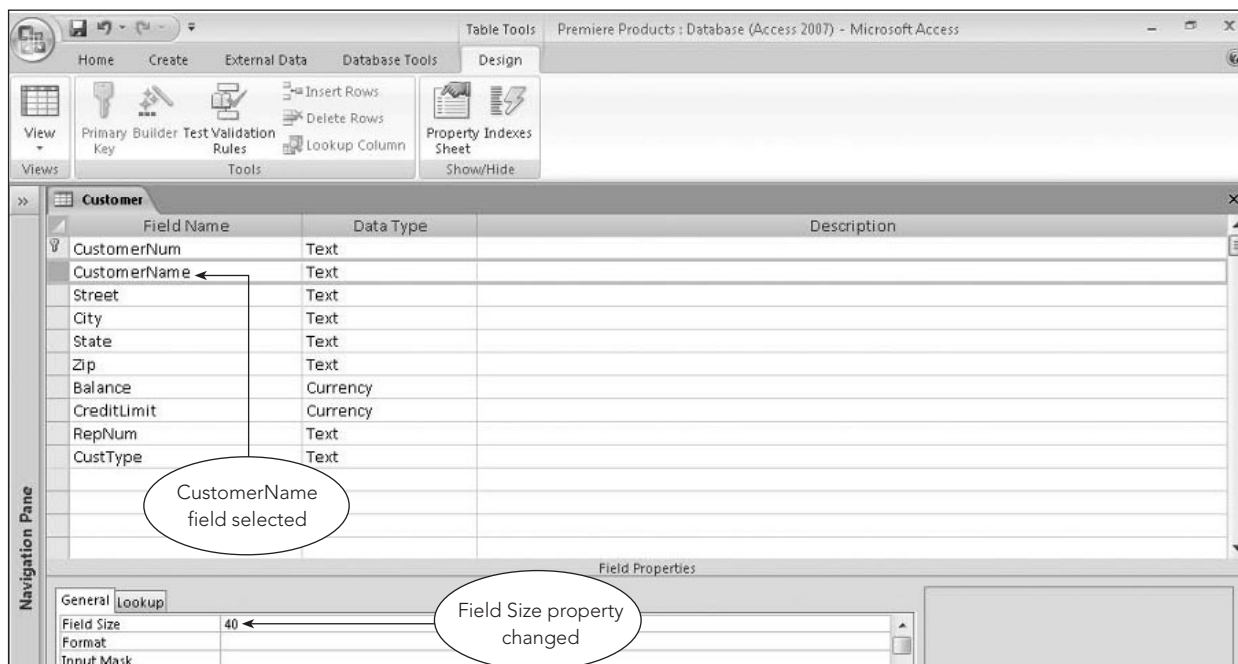 Table Tools Premiere Products : Database (Access 2007) - Microsoft Access
Home Create External Data Database Tools Design
View
Primary Key
Builder
Test Validation Rules
Insert Rows
Delete Rows
Lookup Column
Property Sheet
Indexes
Views Tools Show/Hide
Customer
Field Name Data Type Description
CustomerNum Text
CustomerName Text
Street Text
City Text
State Text
Zip Text
Balance Currency
CreditLimit Currency
RepNum Text
CustType Text
CustomerName
field selected
Navigation Pane
Field Properties
General Lookup
Field Size 40
Format
Input Mask
Field Size property
changed